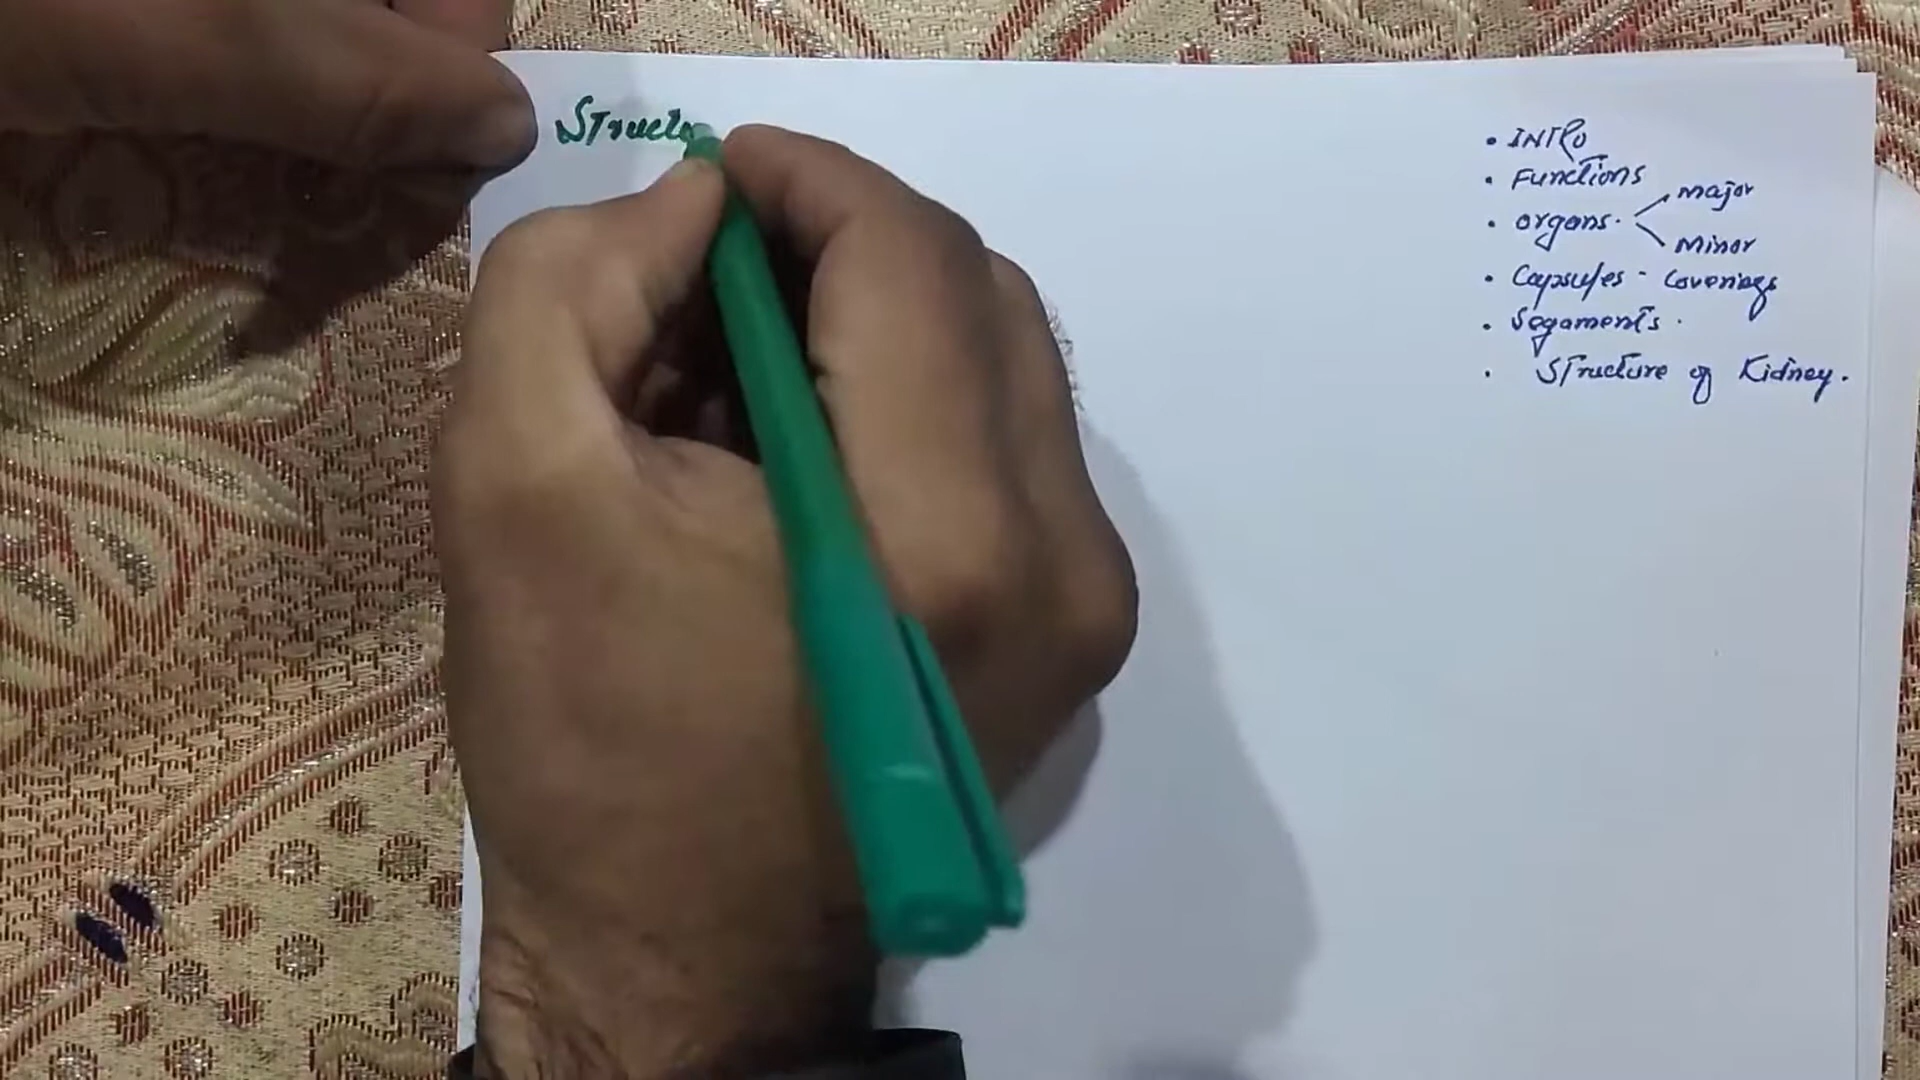 Structu
• INTRO
• Functions
• organs. Major
Minor
• Capsules - Coverings
• Segaments.
• Structure of Kidney.